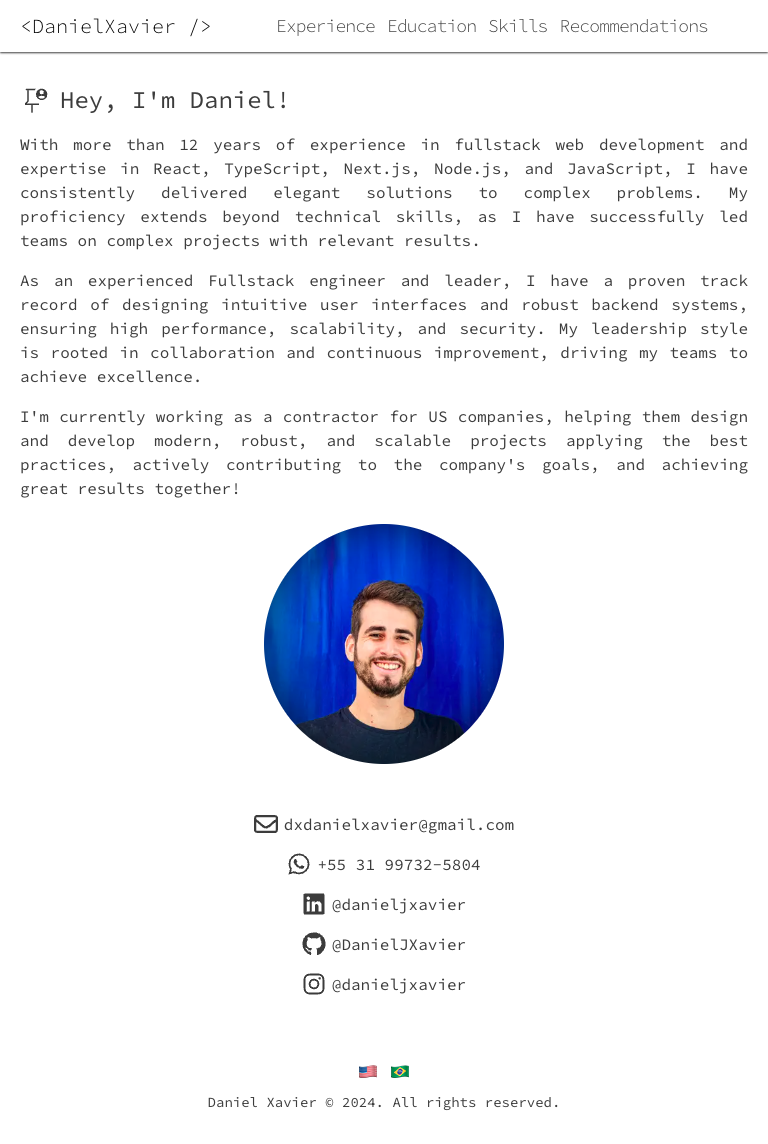 <DanielXavier />
Experience Education Skills Recommendations
Hey, I'm Daniel!
With more than 12 years of experience in fullstack web development and
expertise in React, TypeScript, Next.js, Node.js, and JavaScript, I have
consistently delivered elegant solutions to complex problems. My
proficiency extends beyond technical skills, as I have successfully led
teams on complex projects with relevant results.
As an experienced Fullstack engineer and leader, I have a proven track
record of designing intuitive user interfaces and robust backend systems,
ensuring high performance, scalability, and security. My leadership style
is rooted in collaboration and continuous improvement, driving my teams to
achieve excellence.
I'm currently working as a contractor for US companies, helping them design
and develop modern, robust, and scalable projects applying the best
practices, actively contributing to the company's goals, and achieving
great results together!
dxdanielxavier@gmail.com
+55 31 99732-5804
@danieljxavier
@DanielJXavier
@danieljxavier
Daniel Xavier © 2024. All rights reserved.